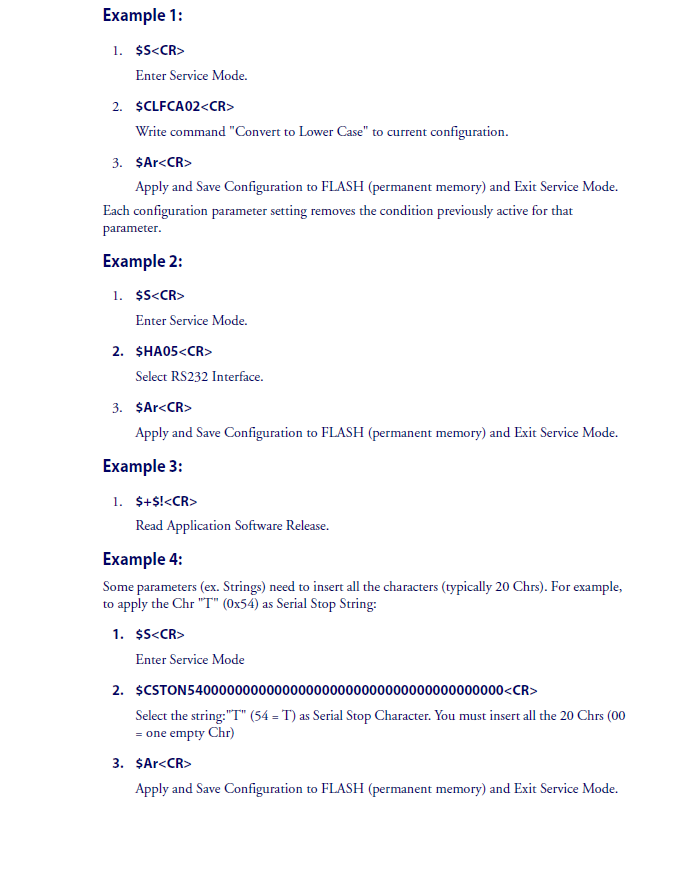 Example 1:
1. $S<CR>
Enter Service Mode.
2. $CLFCA02<CR>
Write command "Convert to Lower Case" to current configuration.
3. $Ar<CR>
Apply and Save Configuration to FLASH (permanent memory) and Exit Service Mode.
Each configuration parameter setting removes the condition previously active for that
parameter.
Example 2:
1. $S<CR>
Enter Service Mode.
2. $HA05<CR>
Select RS232 Interface.
3. $Ar<CR>
Apply and Save Configuration to FLASH (permanent memory) and Exit Service Mode.
Example 3:
1. $+$!<CR>
Read Application Software Release.
Example 4:
Some parameters (ex. Strings) need to insert all the characters (typically 20 Chrs). For example,
to apply the Chr "T" (0x54) as Serial Stop String:
1. $S<CR>
Enter Service Mode
2. $CSTON5400000000000000000000000000000000000000<CR>
Select the string:"T" (54 = T) as Serial Stop Character. You must insert all the 20 Chrs (00
= one empty Chr)
3. $Ar<CR>
Apply and Save Configuration to FLASH (permanent memory) and Exit Service Mode.